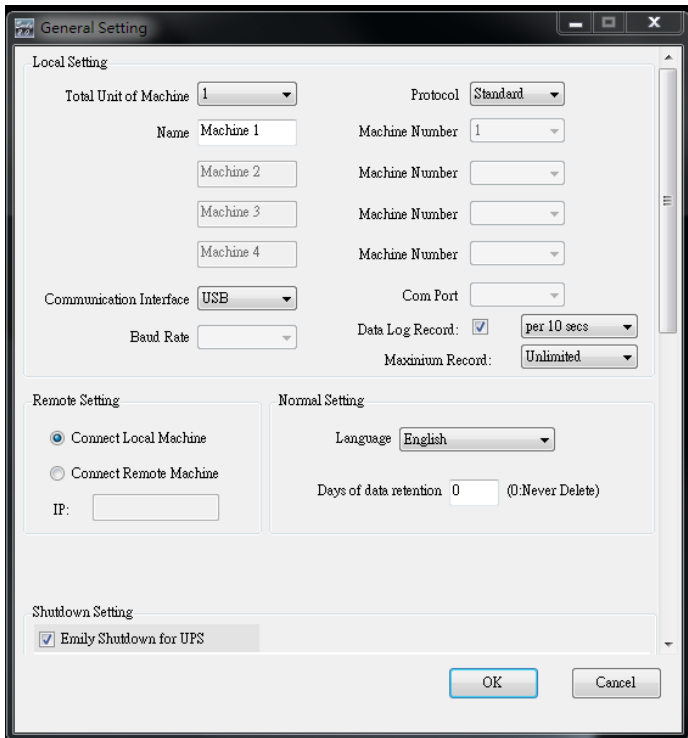 General Setting
Local Setting
Total Unit of Machine 1 Protocol Standard
Name Machine 1 Machine Number 1
Machine 2 Machine Number
Machine 3 Machine Number
Machine 4 Machine Number
Communication Interface USB Com Port
Baud Rate Data Log Record: per 10 secs
Maxinium Record: Unlimited
Remote Setting
Connect Local Machine
Connect Remote Machine
IP:
Normal Setting
Language English
Days of data retention 0 (0:Never Delete)
Shutdown Setting
Emily Shutdown for UPS
OK Cancel